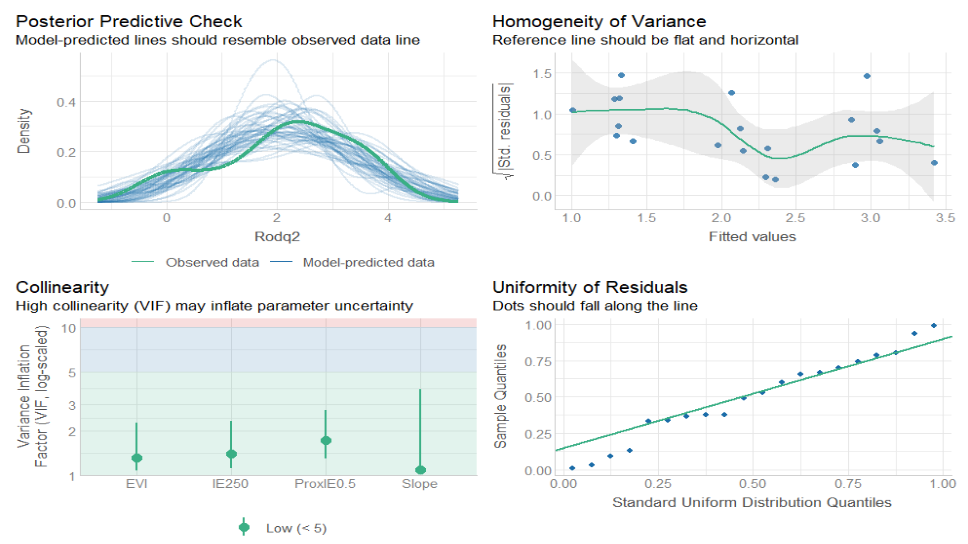 Posterior Predictive Check
Model-predicted lines should resemble observed data line
Density
0.4
0.2
0.0
0
2
4
Rodq2
Observed data
Model-predicted data
Homogeneity of Variance
Reference line should be flat and horizontal
√|Std. residuals|
1.5
1.0
0.5
0.0
1.0
1.5
2.0
2.5
3.0
3.5
Fitted values
Collinearity
High collinearity (VIF) may inflate parameter uncertainty
Variance Inflation
Factor (VIF, log-scaled)
10
5
3
2
1
EVI
IE250
ProxIE0.5
Slope
Low (< 5)
Uniformity of Residuals
Dots should fall along the line
Sample Quantiles
1.00
0.75
0.50
0.25
0.00
0.00
0.25
0.50
0.75
1.00
Standard Uniform Distribution Quantiles